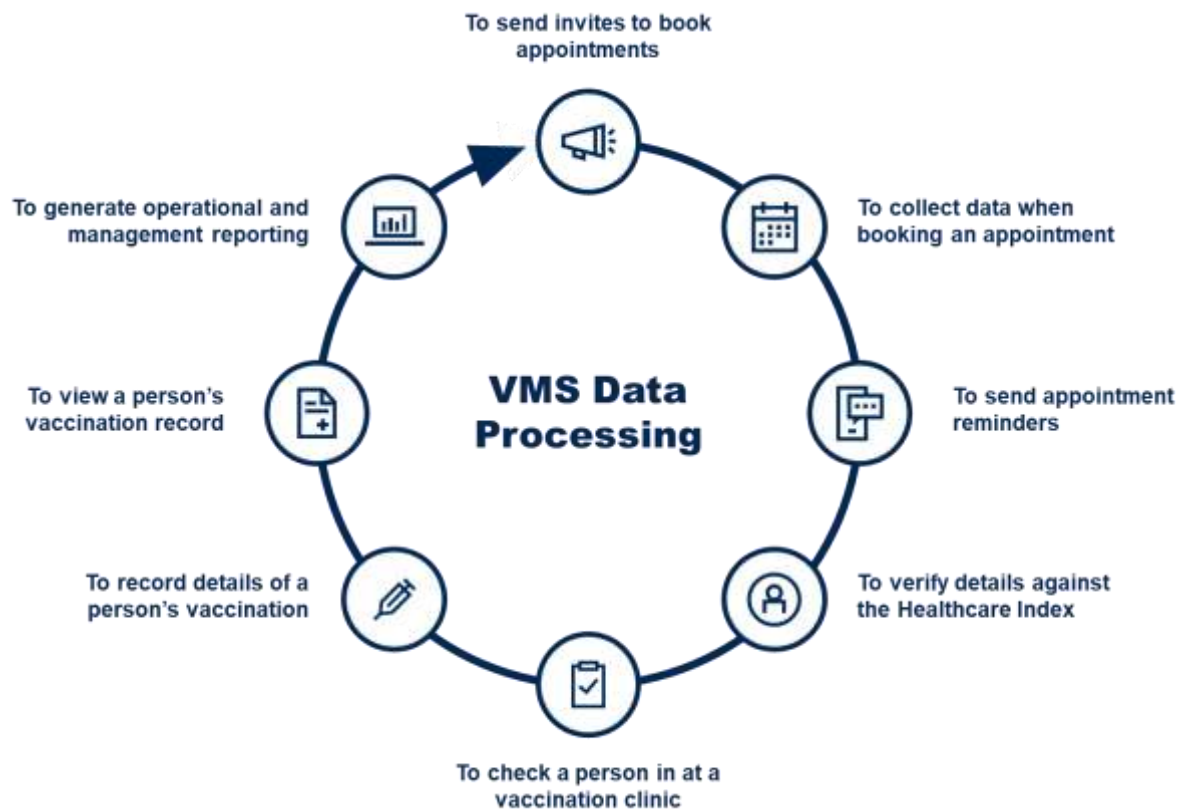 To send invites to book
appointments
To collect data when
booking an appointment
To send appointment
reminders
To verify details against
the Healthcare Index
To check a person in at a
vaccination clinic
To record details of a
person's vaccination
To view a person's
vaccination record
To generate operational and
management reporting
VMS Data
Processing